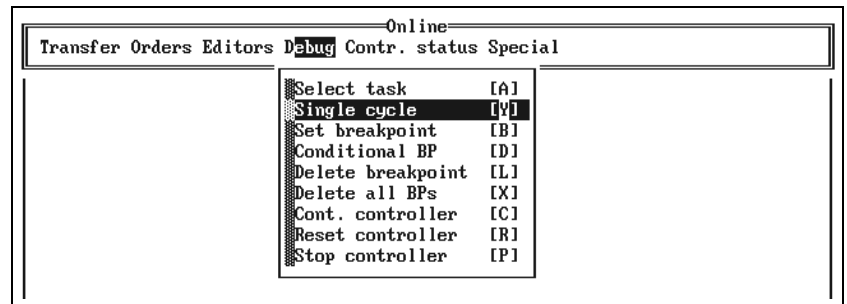 Online
Transfer Orders Editors Debug Contr. status Special
Select task [A]
Single cycle [Y]
Set breakpoint [B]
Conditional BP [D]
Delete breakpoint [L]
Delete all BPs [X]
Cont. controller [C]
Reset controller [R]
Stop controller [P]